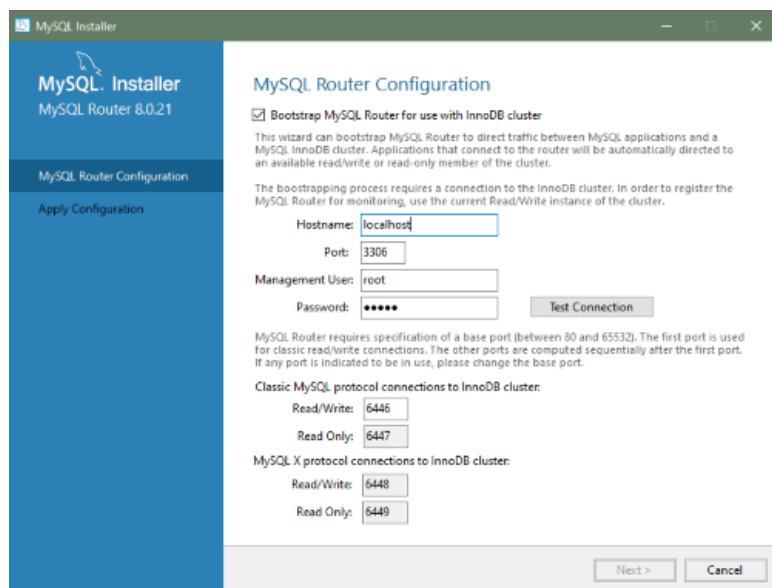 MySQL Installer
MySQL. Installer
MySQL Router 8.0.21
MySQL Router Configuration
Apply Configuration
MySQL Router Configuration
Bootstrap MySQL Router for use with InnoDB cluster
This wizard can bootstrap MySQL Router to direct traffic between MySQL applications and a
MySQL InnoDB cluster. Applications that connect to the router will be automatically directed to
an available read/write or read-only member of the cluster.
The boostrapping process requires a connection to the InnoDB cluster. In order to register the
MySQL Router for monitoring, use the current Read/Write instance of the cluster.
Hostname: localhost
Port: 3306
Management User: root
Password: ●●●●●
Test Connection
MySQL Router requires specification of a base port (between 80 and 65532). The first port is used
for classic read/write connections. The other ports are computed sequentially after the first port.
If any port is indicated to be in use, please change the base port.
Classic MySQL protocol connections to InnoDB cluster:
Read/Write: 6446
Read Only: 6447
MySQL X protocol connections to InnoDB cluster:
Read/Write: 6448
Read Only: 6449
Next > Cancel